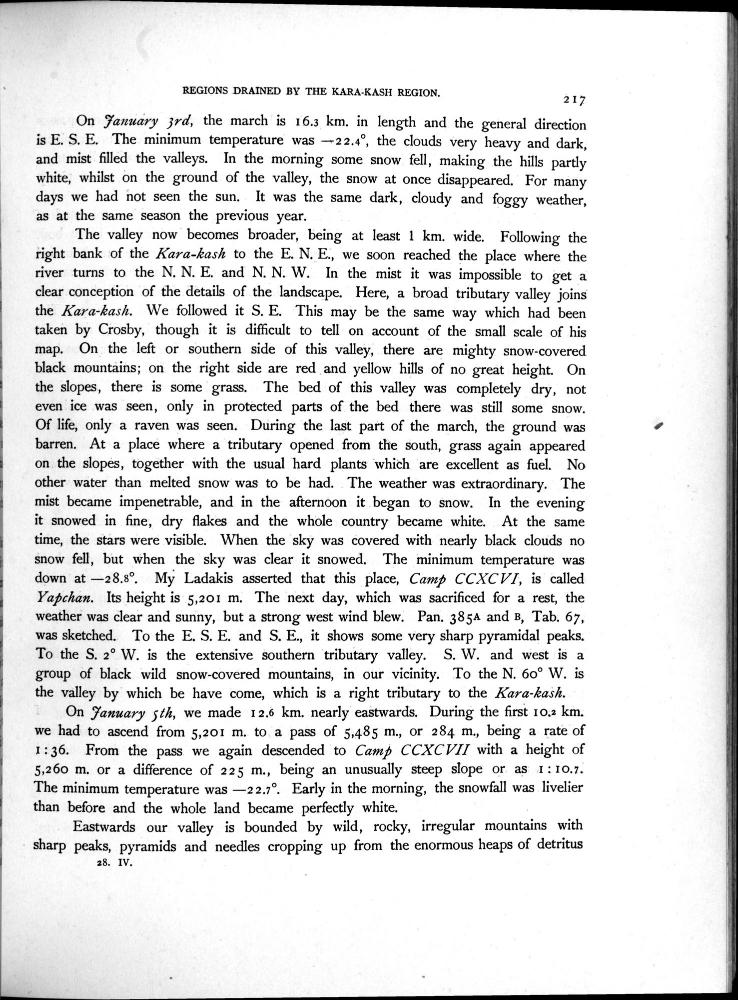 REGIONS DRAINED BY THE KARA-KASH REGION.
217
On January 3rd, the march is 16.3 km. in length and the general direction
is E. S. E. The minimum temperature was —22.4°, the clouds very heavy and dark,
and mist filled the valleys. In the morning some snow fell, making the hills partly
white, whilst on the ground of the valley, the snow at once disappeared. For many
days we had not seen the sun. It was the same dark, cloudy and foggy weather,
as at the same season the previous year.
The valley now becomes broader, being at least 1 km. wide. Following the
right bank of the Kara-kash to the E. N. E., we soon reached the place where the
river turns to the N. N. E. and N. N. W. In the mist it was impossible to get a
clear conception of the details of the landscape. Here, a broad tributary valley joins
the Kara-kash. We followed it S. E. This may be the same way which had been
taken by Crosby, though it is difficult to tell on account of the small scale of his
map. On the left or southern side of this valley, there are mighty snow-covered
black mountains; on the right side are red and yellow hills of no great height. On
the slopes, there is some grass. The bed of this valley was completely dry, not
even ice was seen, only in protected parts of the bed there was still some snow.
Of life, only a raven was seen. During the last part of the march, the ground was
barren. At a place where a tributary opened from the south, grass again appeared
on the slopes, together with the usual hard plants which are excellent as fuel. No
other water than melted snow was to be had. The weather was extraordinary. The
mist became impenetrable, and in the afternoon it began to snow. In the evening
it snowed in fine, dry flakes and the whole country became white. At the same
time, the stars were visible. When the sky was covered with nearly black clouds no
snow fell, but when the sky was clear it snowed. The minimum temperature was
down at —28.8°. My Ladakis asserted that this place, Camp CCXCVI, is called
Yapchan. Its height is 5,201 m. The next day, which was sacrificed for a rest, the
weather was clear and sunny, but a strong west wind blew. Pan. 385A and B, Tab. 67,
was sketched. To the E. S. E. and S. E., it shows some very sharp pyramidal peaks.
To the S. 2° W. is the extensive southern tributary valley. S. W. and west is a
group of black wild snow-covered mountains, in our vicinity. To the N. 60° W. is
the valley by which be have come, which is a right tributary to the Kara-kash.
On January 5th, we made 12.6 km. nearly eastwards. During the first 10.2 km.
we had to ascend from 5,201 m. to a pass of 5,485 m., or 284 m., being a rate of
1:36. From the pass we again descended to Camp CCXCVII with a height of
5,260 m. or a difference of 225 m., being an unusually steep slope or as 1:10.7.
The minimum temperature was —22.7°. Early in the morning, the snowfall was livelier
than before and the whole land became perfectly white.
Eastwards our valley is bounded by wild, rocky, irregular mountains with
sharp peaks, pyramids and needles cropping up from the enormous heaps of detritus
28. IV.